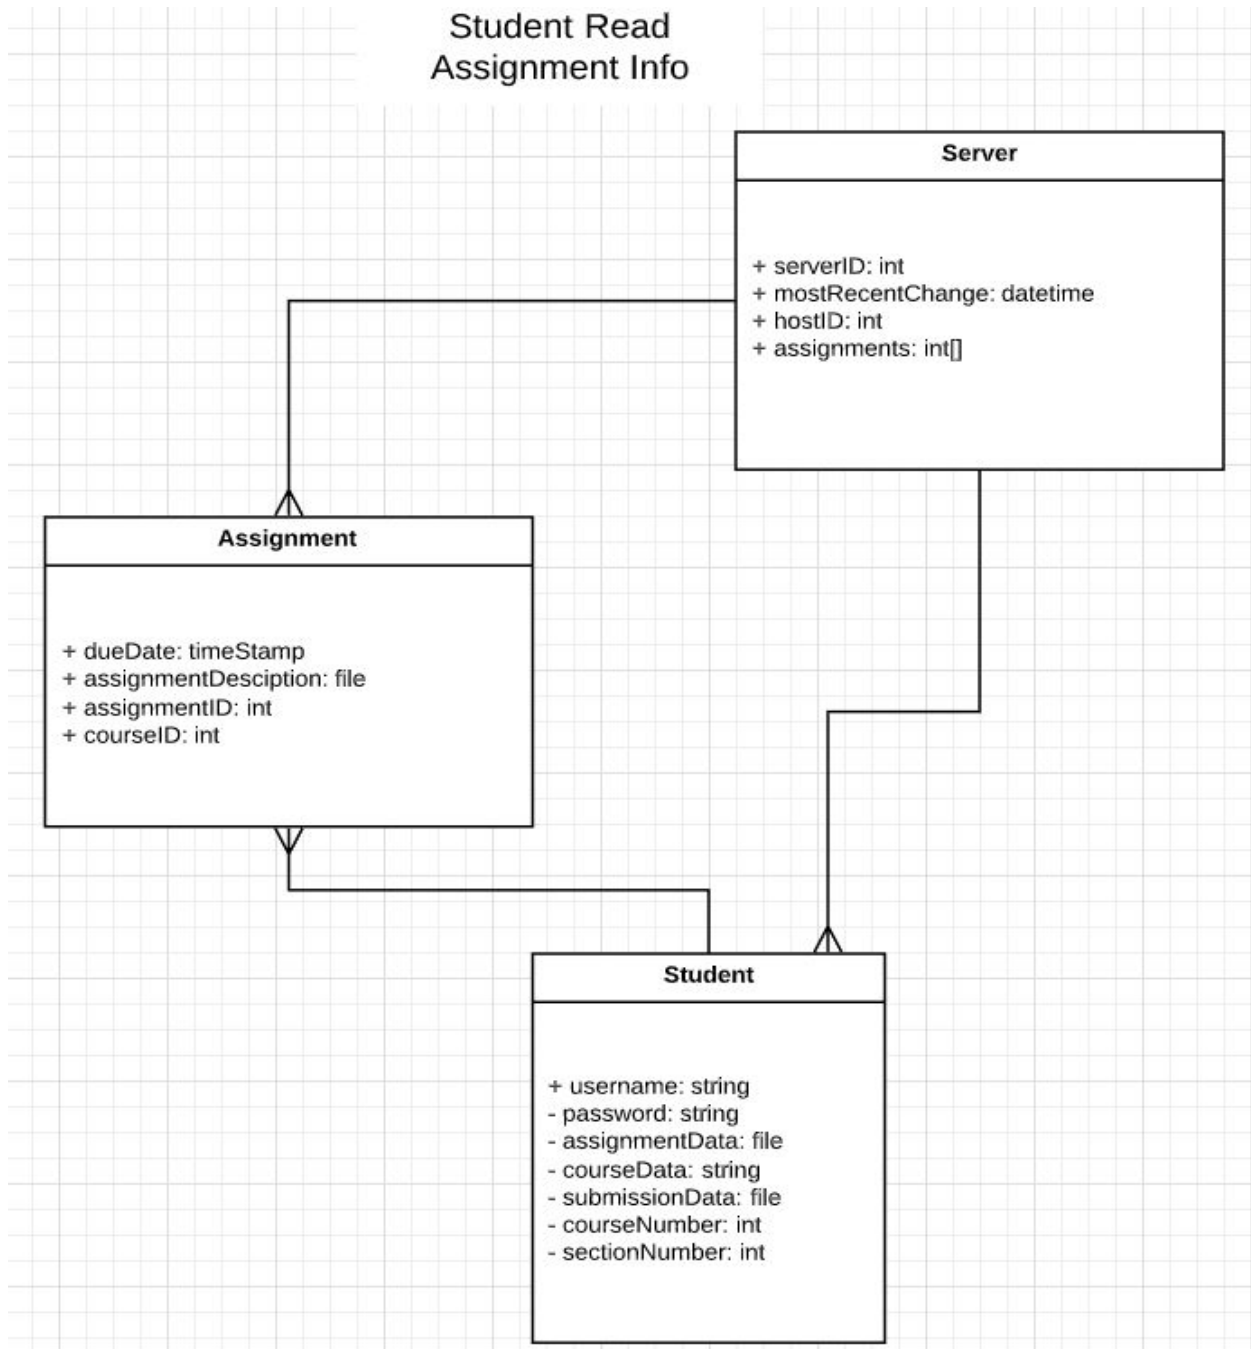 Student Read
Assignment Info
Server
+ serverID: int
+ mostRecentChange: datetime
+ hostID: int
+ assignments: int[]
Assignment
+ dueDate: timeStamp
+ assignmentDesciption: file
+ assignmentID: int
+ courseID: int
Student
+ username: string
- password: string
- assignmentData: file
- courseData: string
- submissionData: file
- courseNumber: int
- sectionNumber: int